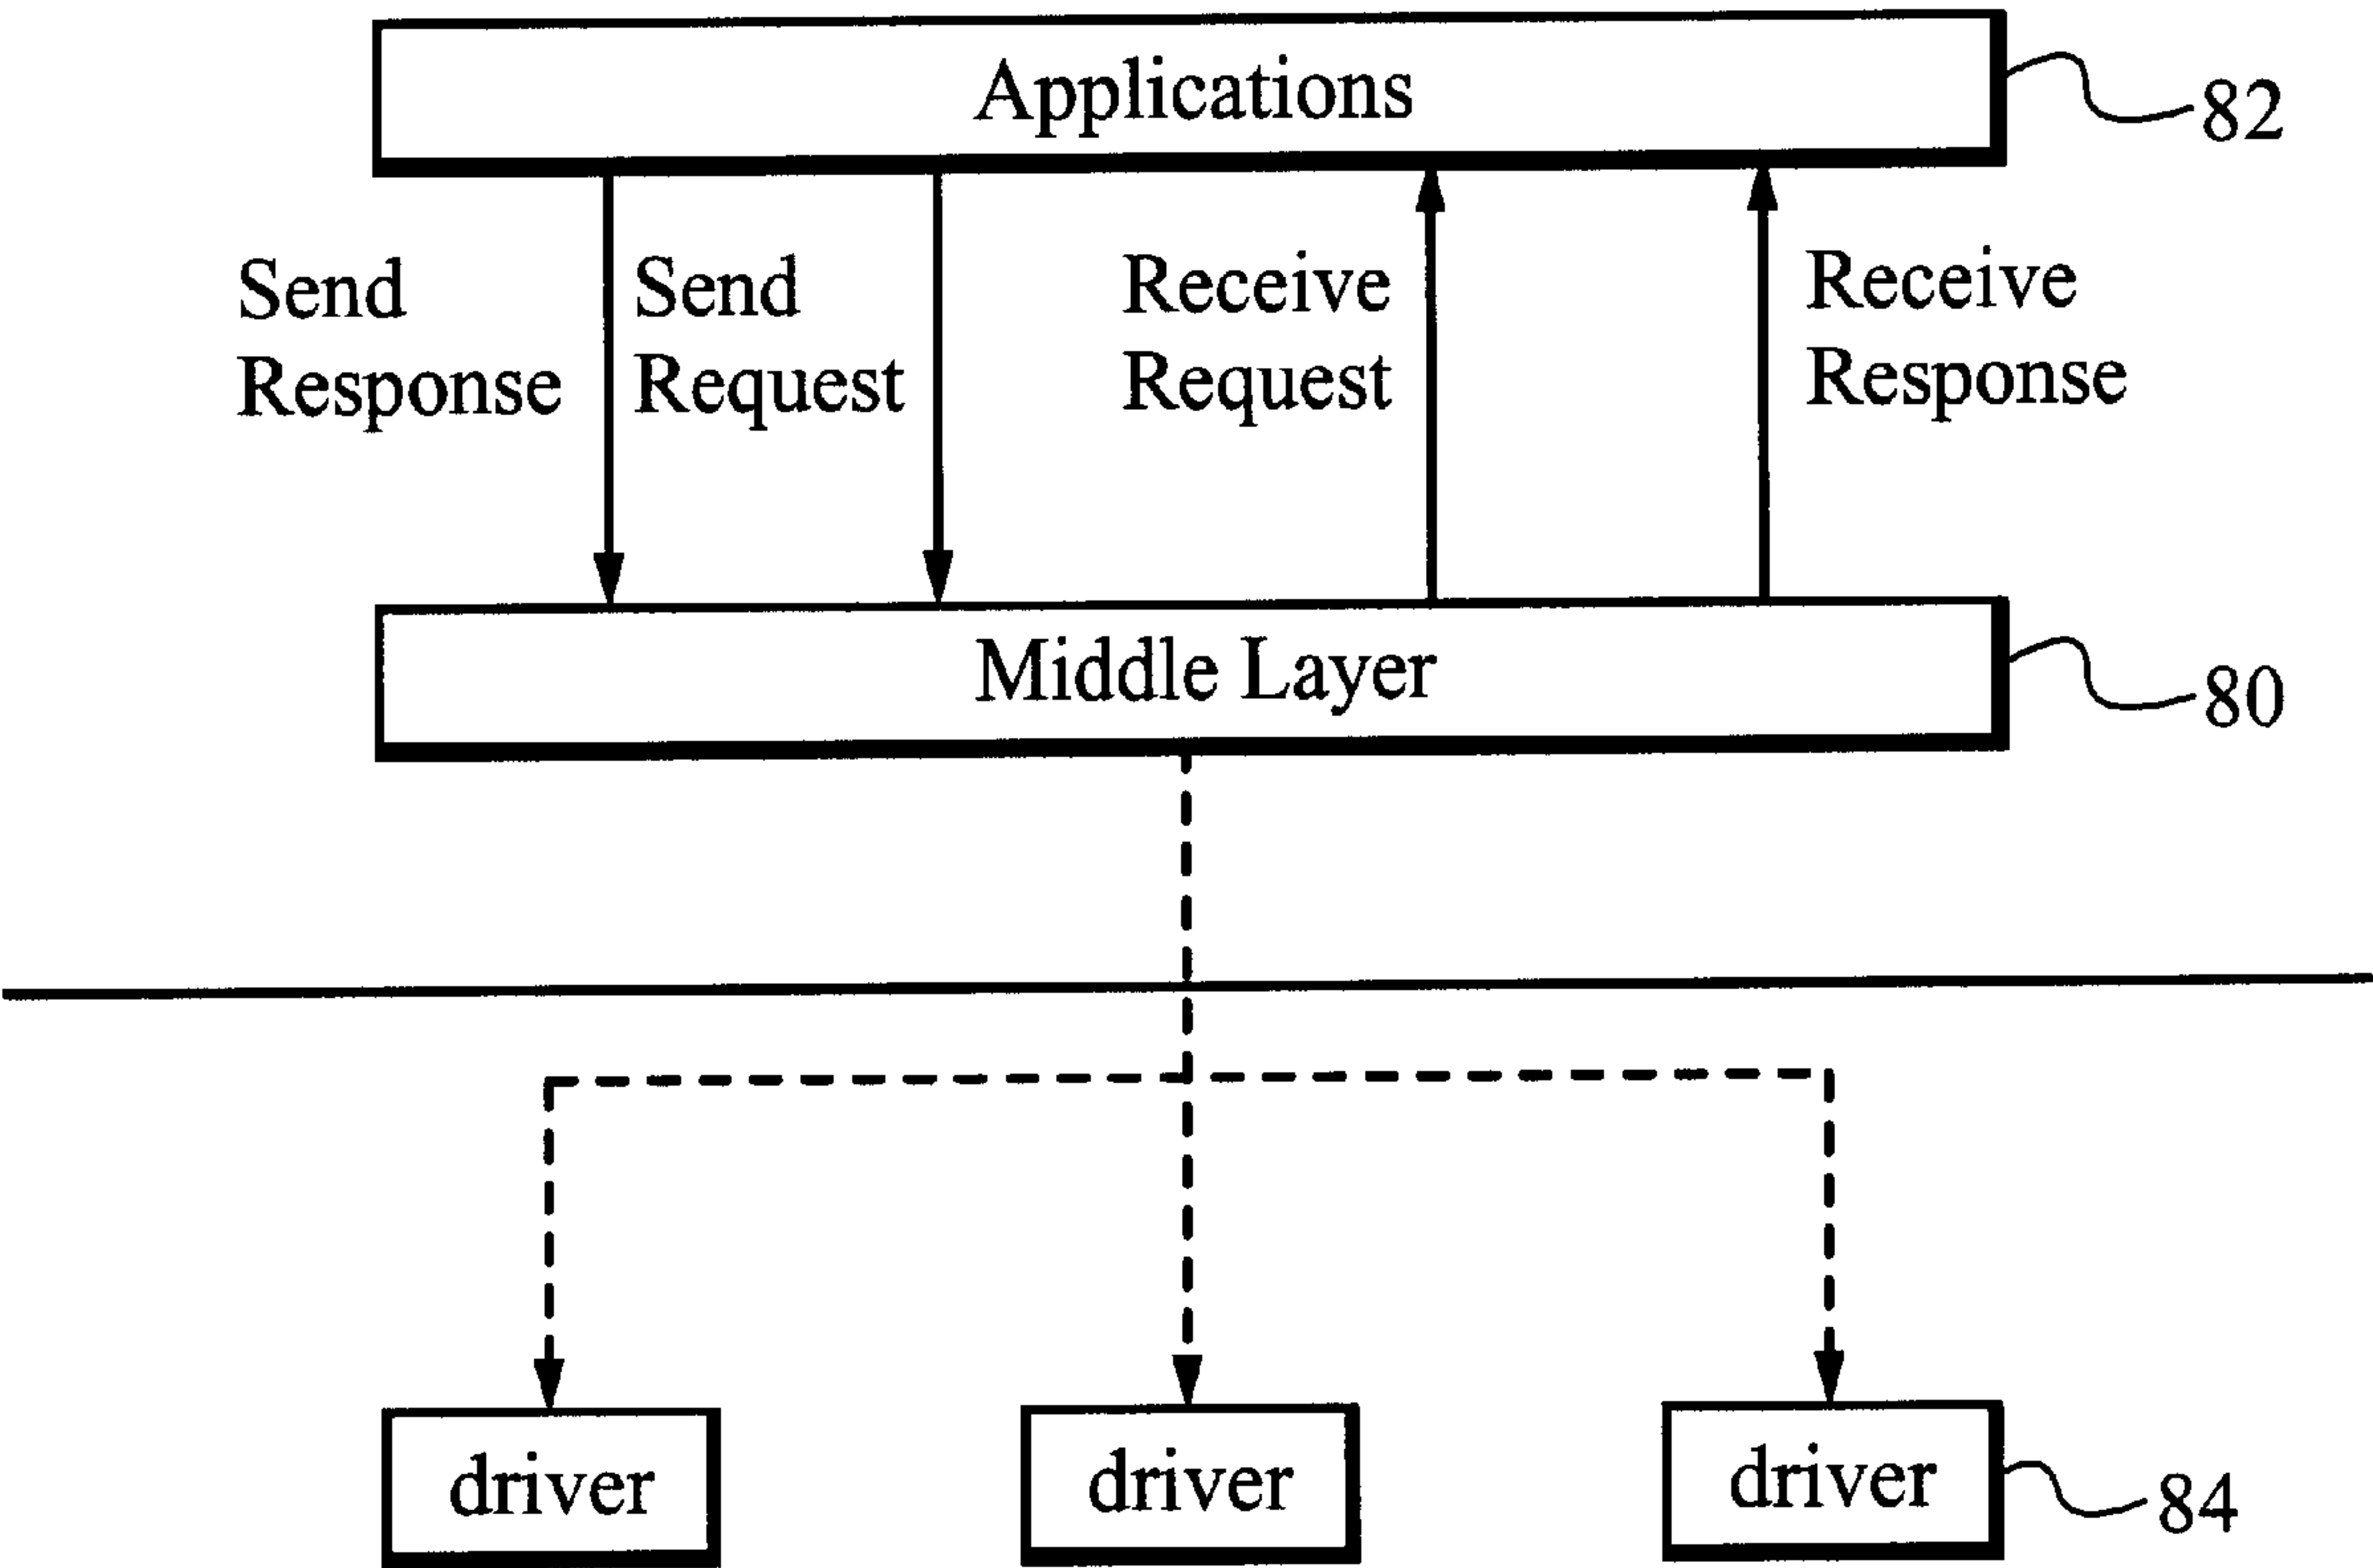 Applications
82
Send Send Receive Receive
Response Request Request Response
Middle Layer
80
driver driver driver
84